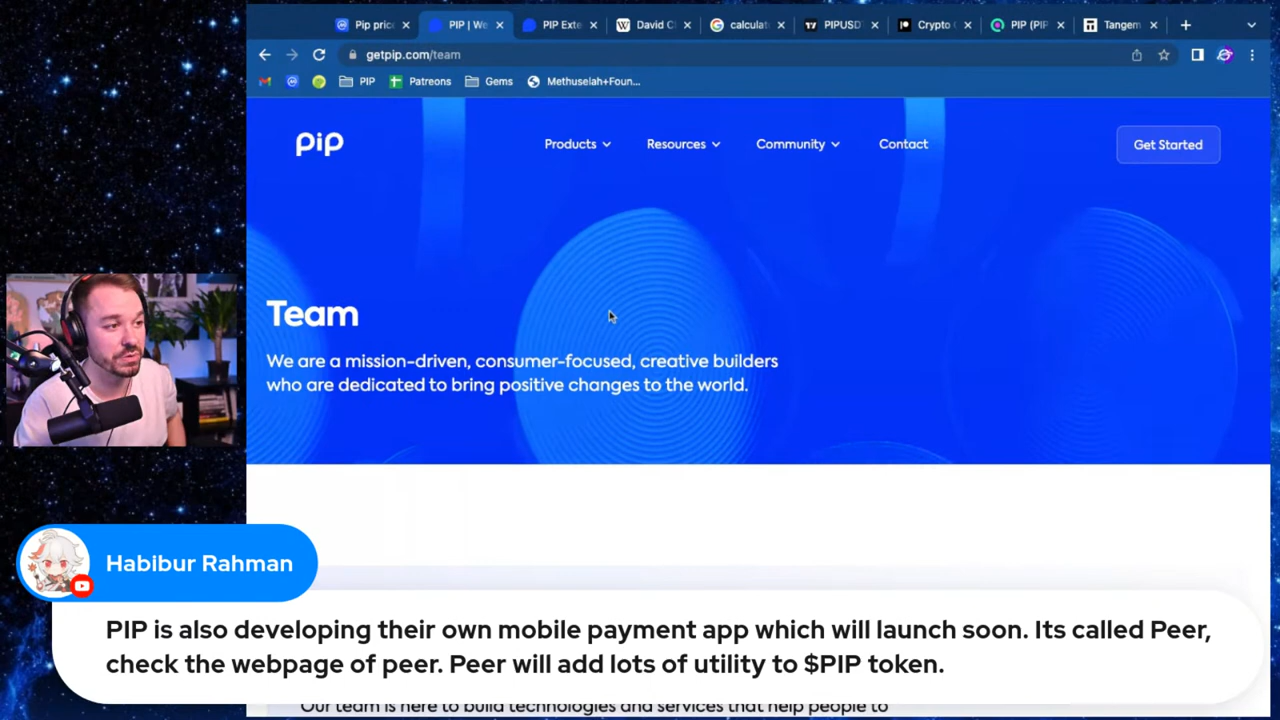 Pip price
PIP | We
PIP Exte
David C
calculat
PIPUSD
Crypto
PIP (PIP
Tangem
getpip.com/team
PIP
Patreons
Gems
Methuselah+Foun...
pip
Products
Resources
Community
Contact
Get Started
Team
We are a mission-driven, consumer-focused, creative builders
who are dedicated to bring positive changes to the world.
Habibur Rahman
PIP is also developing their own mobile payment app which will launch soon. Its called Peer,
check the webpage of peer. Peer will add lots of utility to $PIP token.
Our team is here to build technologies and services that help people to